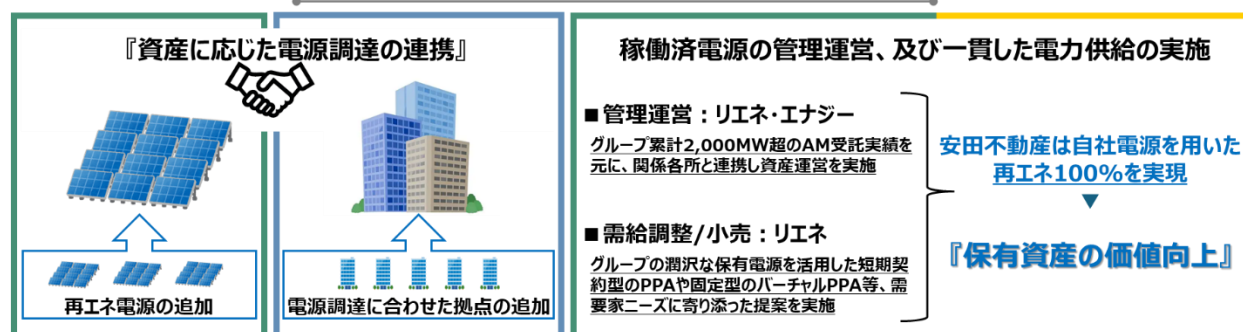 『資産に応じた電源調達の連携』
再エネ電源の追加
電源調達に合わせた拠点の追加
稼働済電源の管理運営、及び一貫した電力供給の実施
■管理運営：リエネ・エナジー
グループ累計2,000MW超のAM受託実績を
元に、関係各所と連携し資産運営を実施
■需給調整/小売：リエネ
グループの潤沢な保有電源を活用した短期契
約型のPPAや固定型のバーチャルPPA等、需
要家ニーズに寄り添った提案を実施
安田不動産は自社電源を用いた
再エネ100％を実現
▼
『保有資産の価値向上』